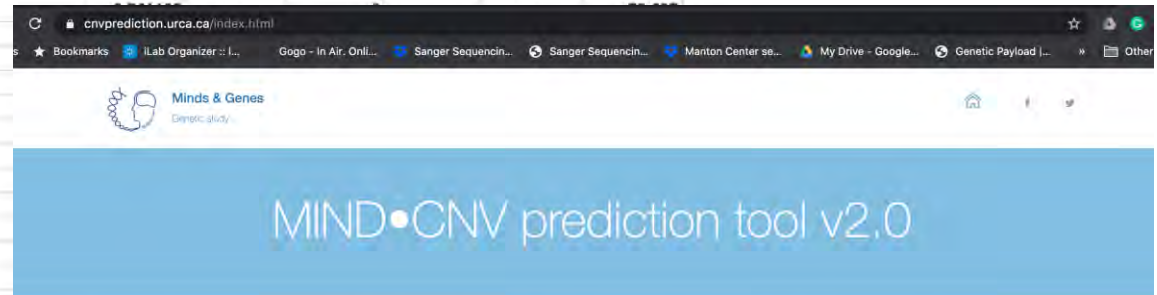 cnvprediction.urca.ca/index.html
s Bookmarks iLab Organizer :: I... Gogo - In Air. Onli... Sanger Sequencin... Sanger Sequencin... Manton Center se... My Drive - Google... Genetic Payload |... » Other
Minds & Genes
Genetic study
MIND•CNV prediction tool v2.0